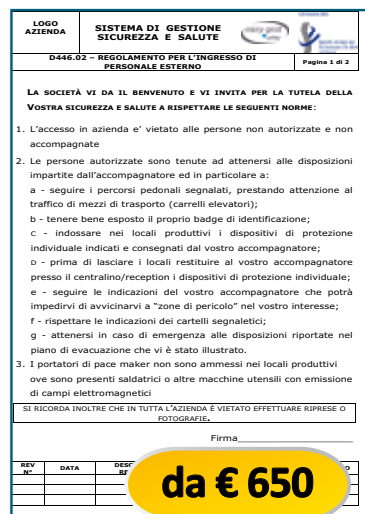 LOGO
AZIENDA
SISTEMA DI GESTIONE
SICUREZZA E SALUTE
D446.02 – REGOLAMENTO PER L'INGRESSO DI
PERSONALE ESTERNO
Pagina 1 di 2
LA SOCIETÀ VI DA IL BENVENUTO E VI INVITA PER LA TUTELA DELLA
VOSTRA SICUREZZA E SALUTE A RISPETTARE LE SEGUENTI NORME:
1. L'accesso in azienda e' vietato alle persone non autorizzate e non
accompagnate
2. Le persone autorizzate sono tenute ad attenersi alle disposizioni
impartite dall'accompagnatore ed in particolare a:
a - seguire i percorsi pedonali segnalati, prestando attenzione al
traffico di mezzi di trasporto (carrelli elevatori);
b - tenere bene esposto il proprio badge di identificazione;
C - indossare nei locali produttivi i dispositivi di protezione
individuale indicati e consegnati dal vostro accompagnatore;
D - prima di lasciare i locali restituire al vostro accompagnatore
presso il centralino/reception i dispositivi di protezione individuale;
e - seguire le indicazioni del vostro accompagnatore che potrà
impedirvi di avvicinarvi a "zone di pericolo" nel vostro interesse;
f - rispettare le indicazioni dei cartelli segnaletici;
g - attenersi in caso di emergenza alle disposizioni riportate nel
piano di evacuazione che vi è stato illustrato.
3. I portatori di pace maker non sono ammessi nei locali produttivi
ove sono presenti saldatrici o altre macchine utensili con emissione
di campi elettromagnetici
SI RICORDA INOLTRE CHE IN TUTTA L'AZIENDA È VIETATO EFFETTUARE RIPRESE O
FOTOGRAFIE.
Firma______________________
REV
N°
DATA
da € 650